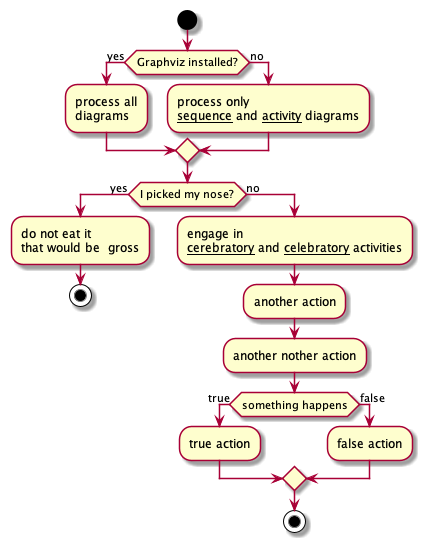 Graphviz installed?
yes
no
process all
diagrams
process only
sequence and activity diagrams
I picked my nose?
yes
no
do not eat it
that would be  gross
engage in
cerebratory and celebratory activities
another action
another nother action
something happens
true
false
true action
false action